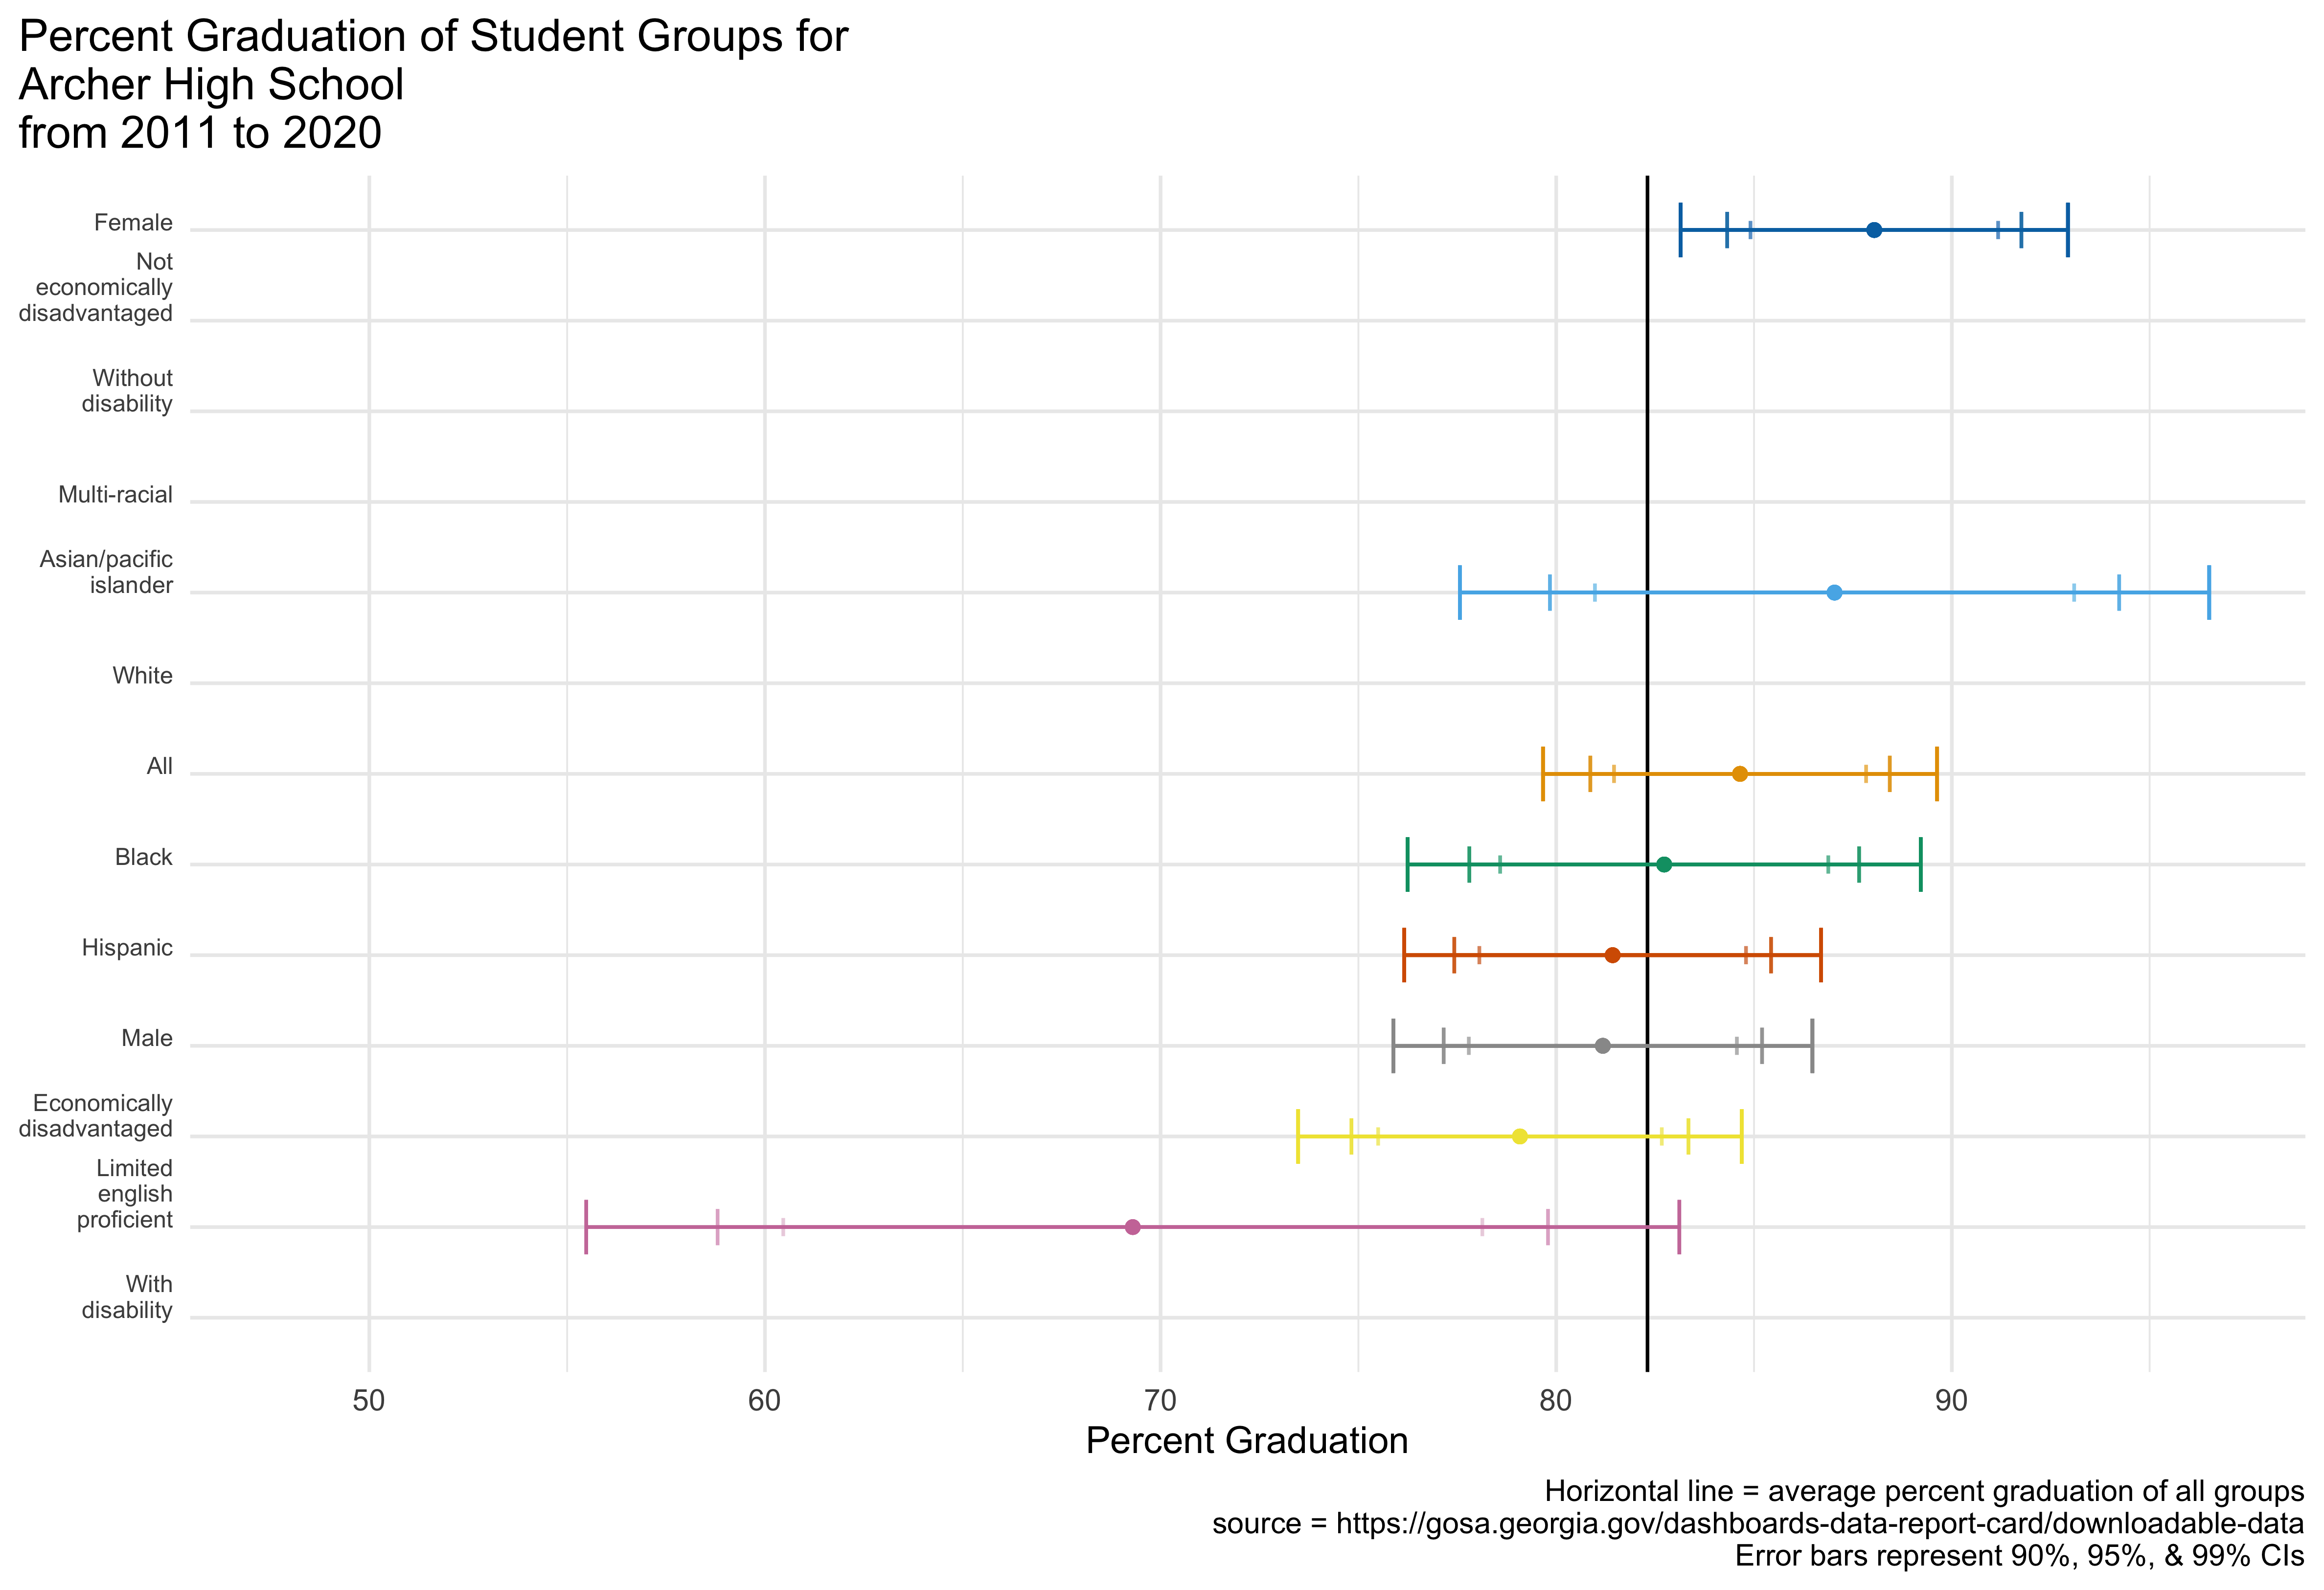 Percent Graduation of Student Groups for
Archer High School
from 2011 to 2020
Female
Not
economically
disadvantaged
Without
disability
Multi-racial
Asian/pacific
islander
White
All
Black
Hispanic
Male
Economically
disadvantaged
Limited
english
proficient
With
disability
50 60 70 80 90
Percent Graduation
Horizontal line = average percent graduation of all groups
source = https://gosa.georgia.gov/dashboards-data-report-card/downloadable-data
Error bars represent 90%, 95%, & 99% CIs